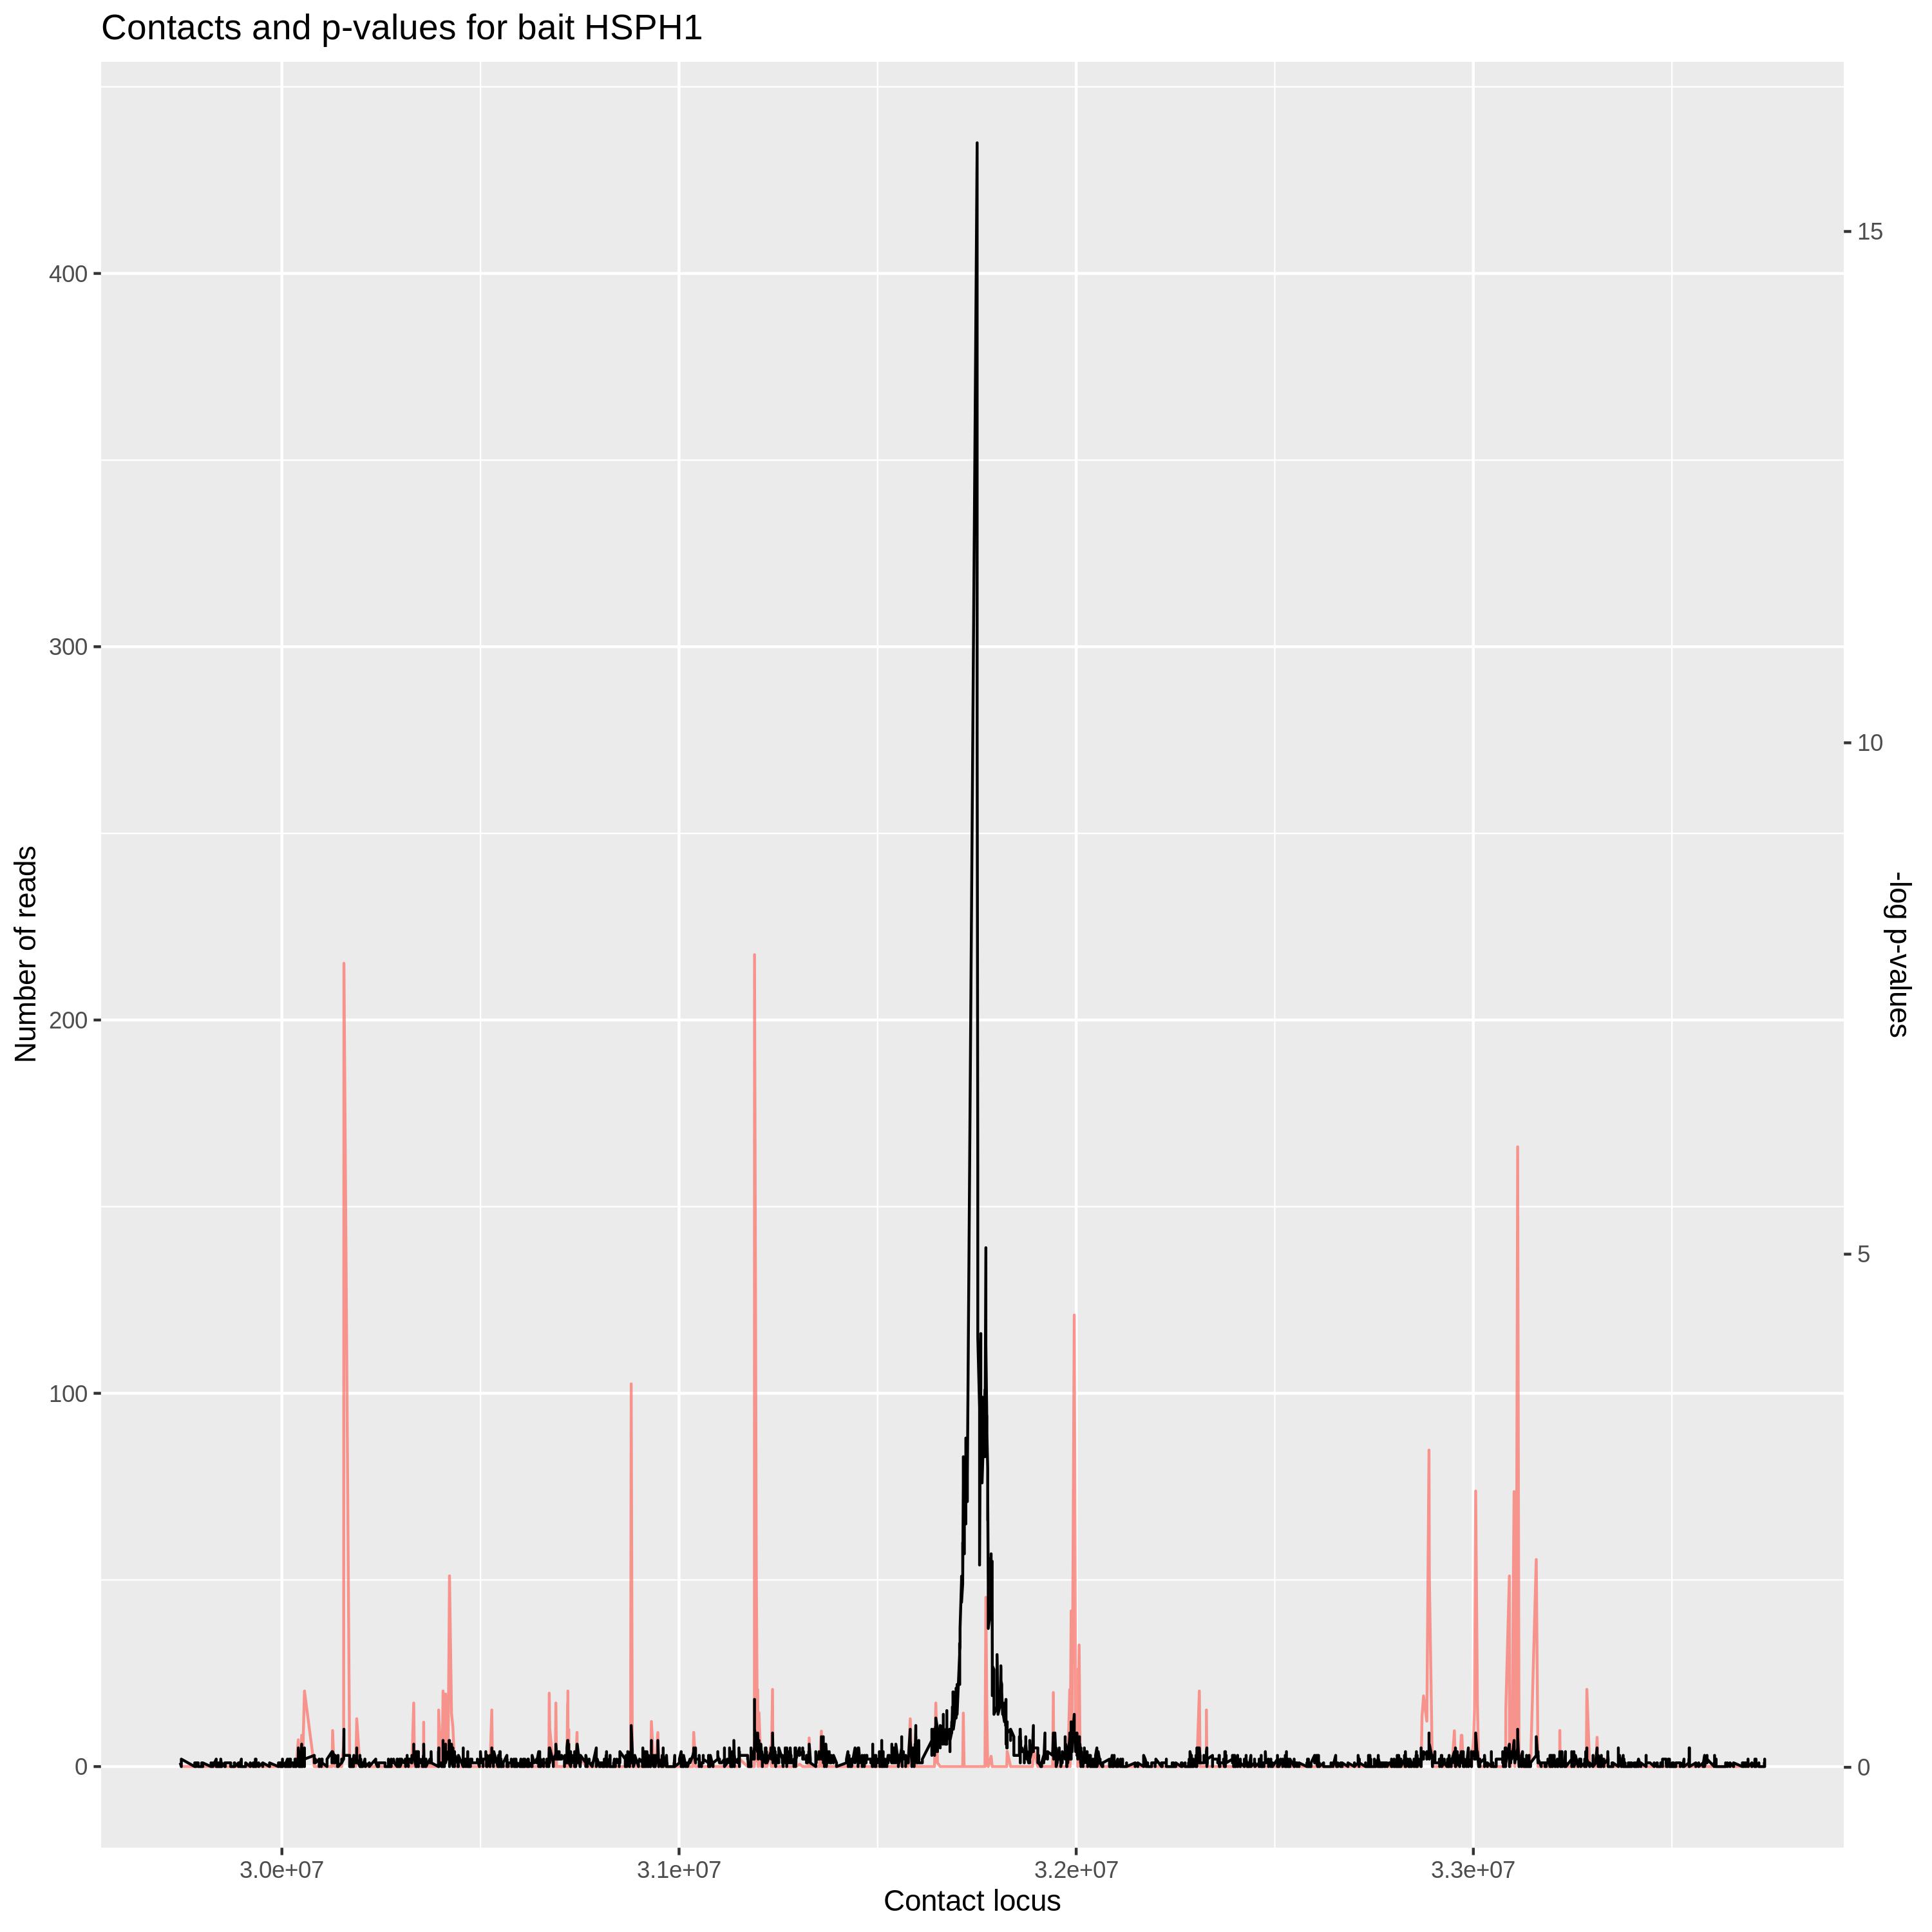 Contacts and p-values for bait HSPH1
400
300
200
100
0
15
10
5
0
Number of reads
-log p-values
3.0e+07 3.1e+07 3.2e+07 3.3e+07
Contact locus